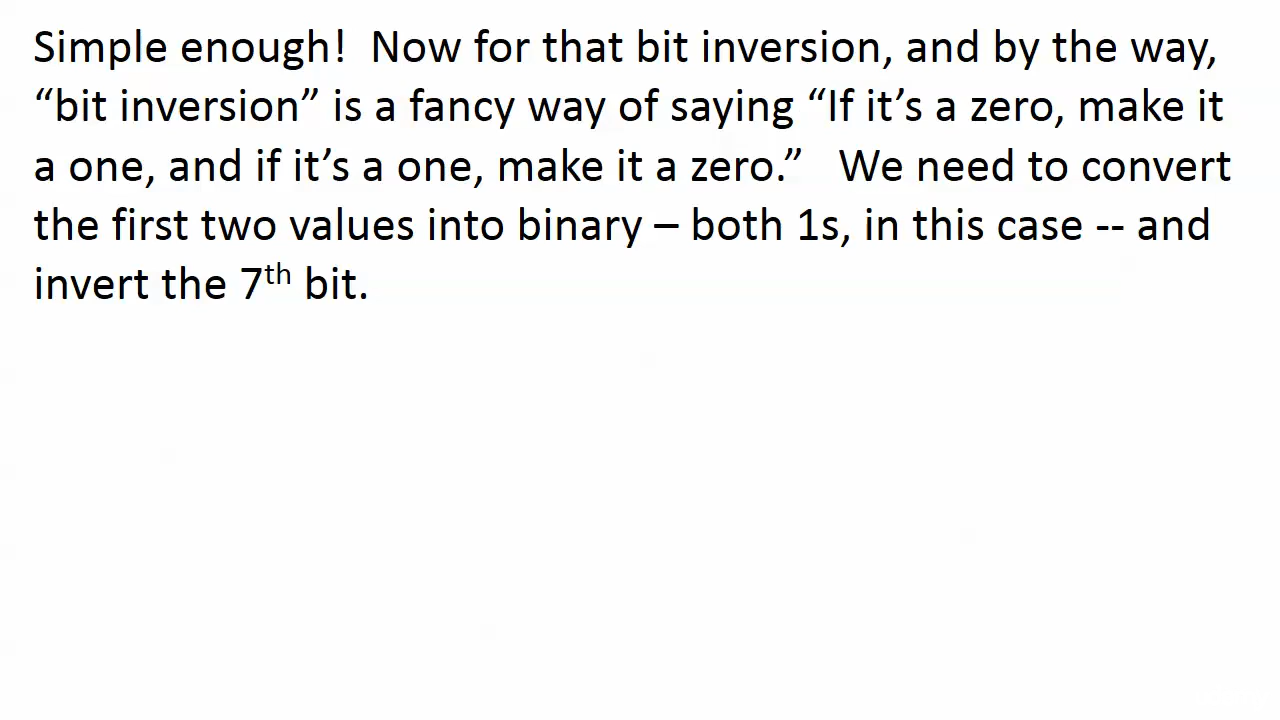 Simple enough!  Now for that bit inversion, and by the way,
“bit inversion” is a fancy way of saying “If it’s a zero, make it
a one, and if it’s a one, make it a zero.”   We need to convert
the first two values into binary – both 1s, in this case -- and
invert the 7th bit.